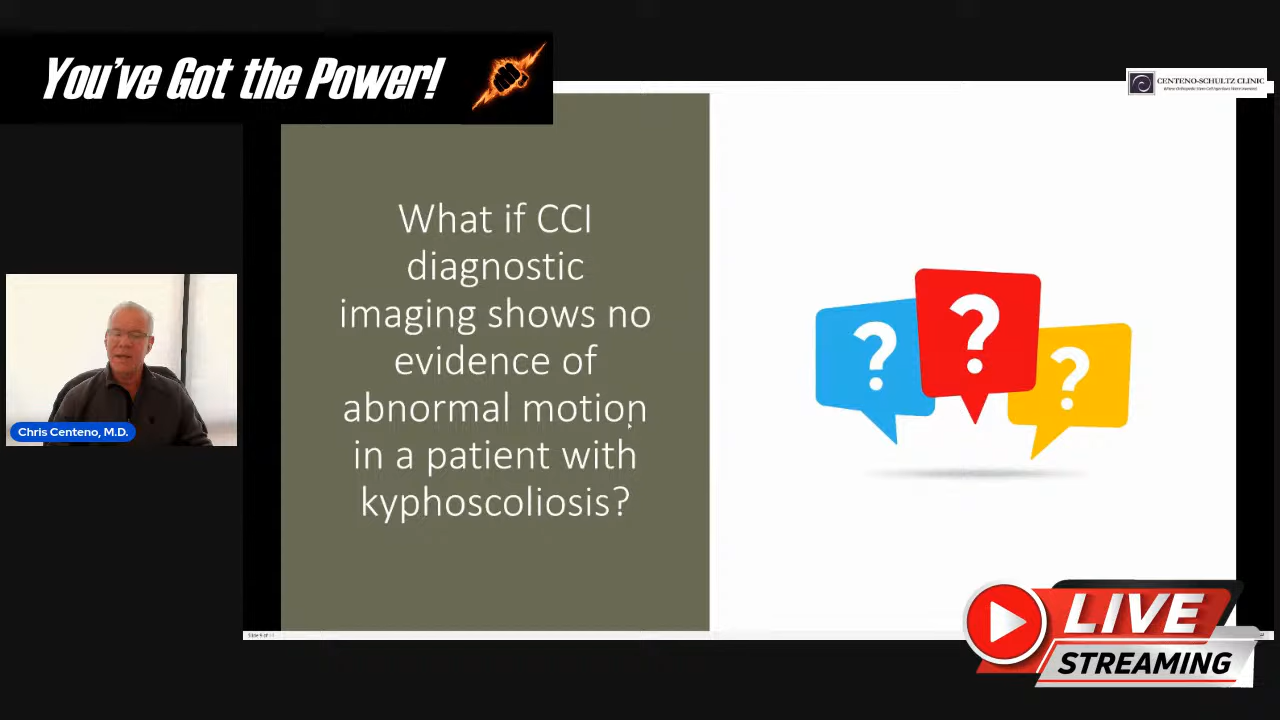 You've Got the Power!
CENTENO-SCHULTZ CLINIC
What if CCI
diagnostic
imaging shows no
evidence of
abnormal motion
in a patient with
kyphoscoliosis?
?
?
?
Chris Centeno, M.D.
LIVE
STREAMING